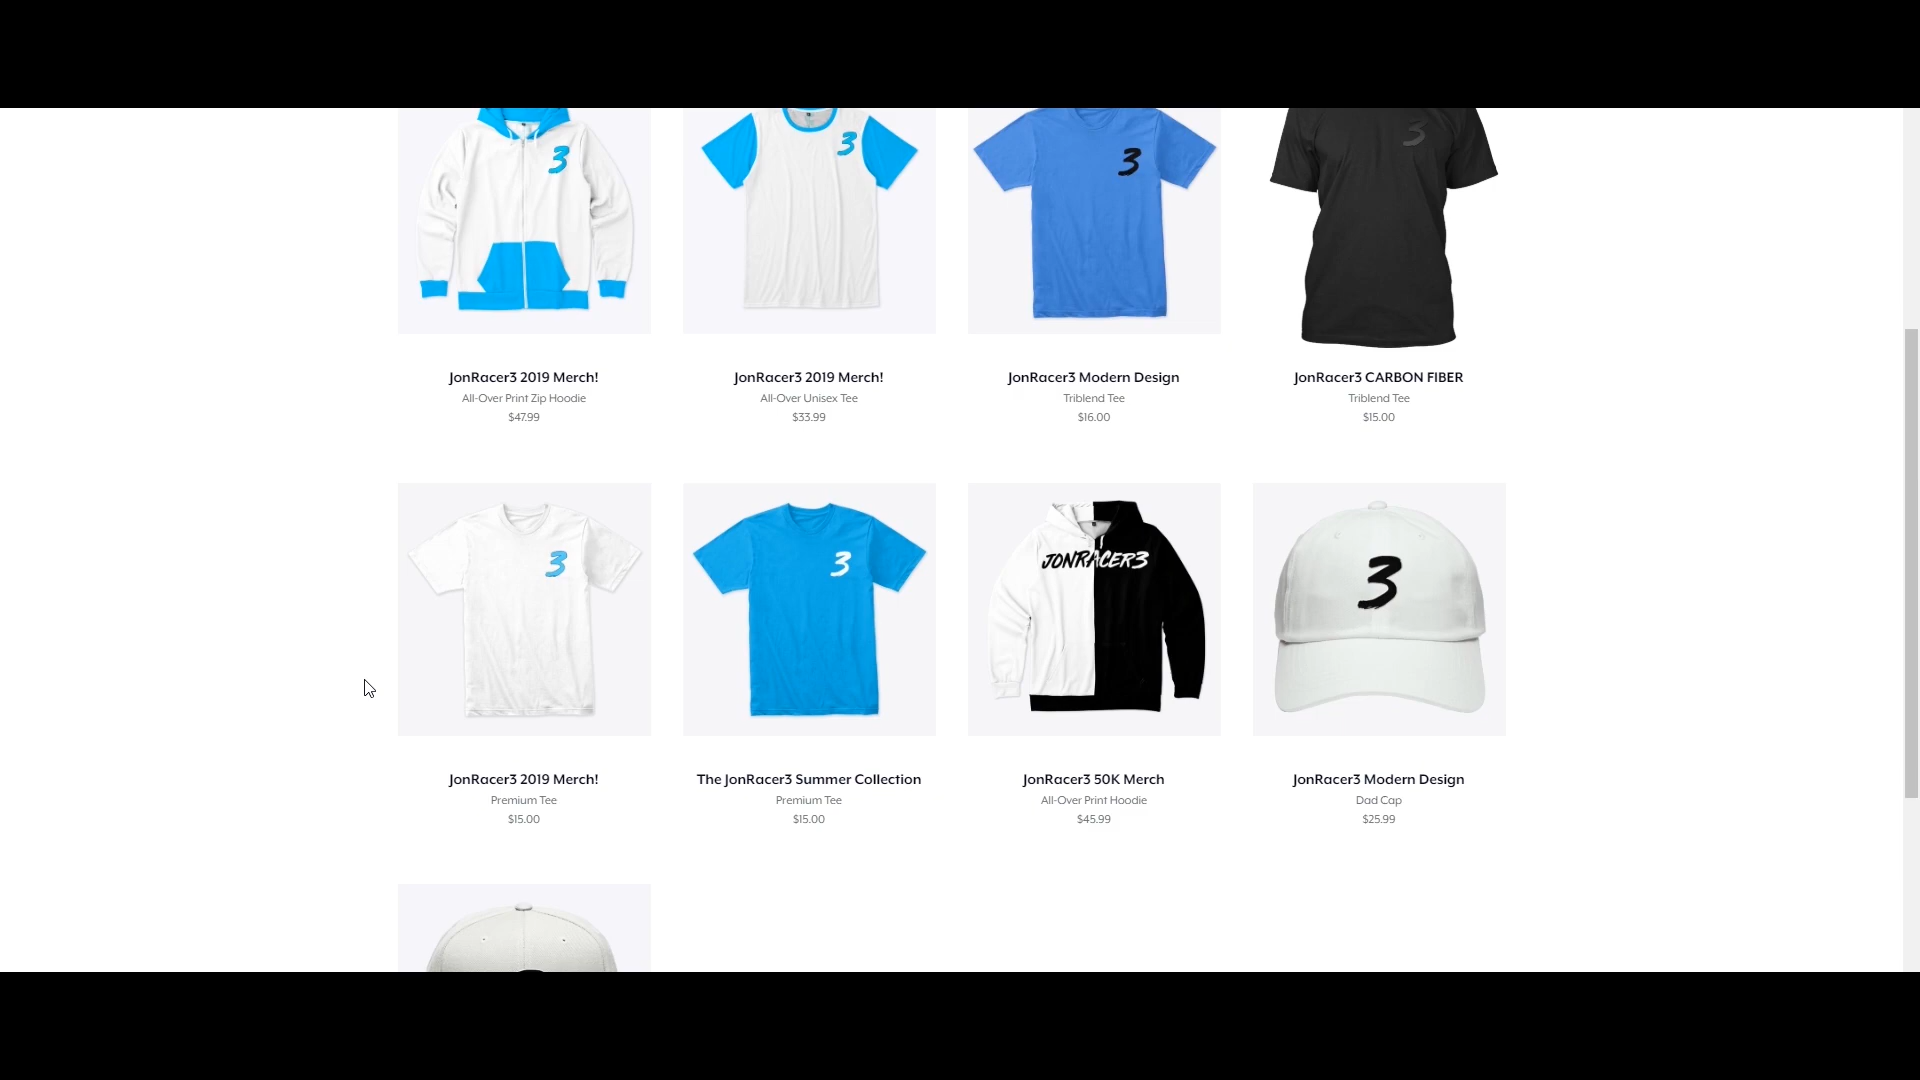 3
3
3
3
JonRacer3 2019 Merch!
All-Over Print Zip Hoodie
$47.99
JonRacer3 2019 Merch!
All-Over Unisex Tee
$33.99
JonRacer3 Modern Design
Triblend Tee
$16.00
JonRacer3 CARBON FIBER
Triblend Tee
$15.00
3
3
JONRACER3
3
JonRacer3 2019 Merch!
Premium Tee
$15.00
The JonRacer3 Summer Collection
Premium Tee
$15.00
JonRacer3 50K Merch
All-Over Print Hoodie
$45.99
JonRacer3 Modern Design
Dad Cap
$25.99